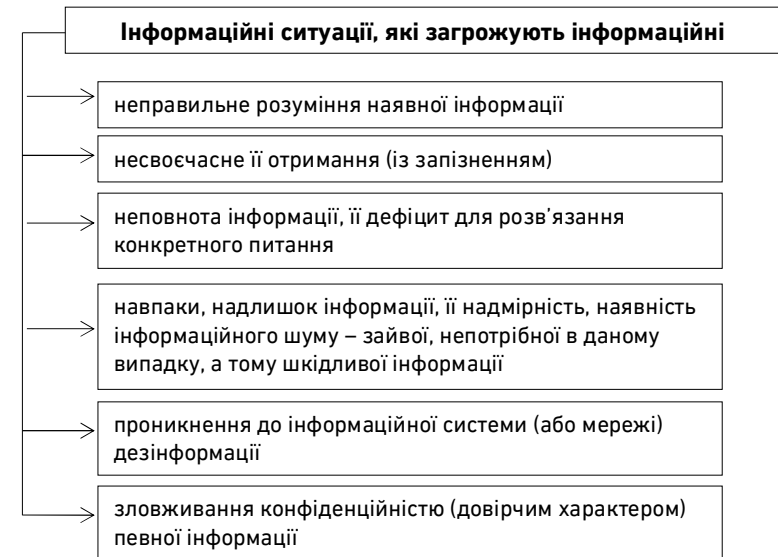 Інформаційні ситуації, які загрожують інформаційні
неправильне розуміння наявної інформації
несвоєчасне її отримання (із запізненням)
неповнота інформації, її дефіцит для розв’язання
конкретного питання
навпаки, надлишок інформації, її надмірність, наявність
інформаційного шуму – зайвої, непотрібної в даному
випадку, а тому шкідливої інформації
проникнення до інформаційної системи (або мережі)
дезінформації
зловживання конфіденційністю (довірчим характером)
певної інформації